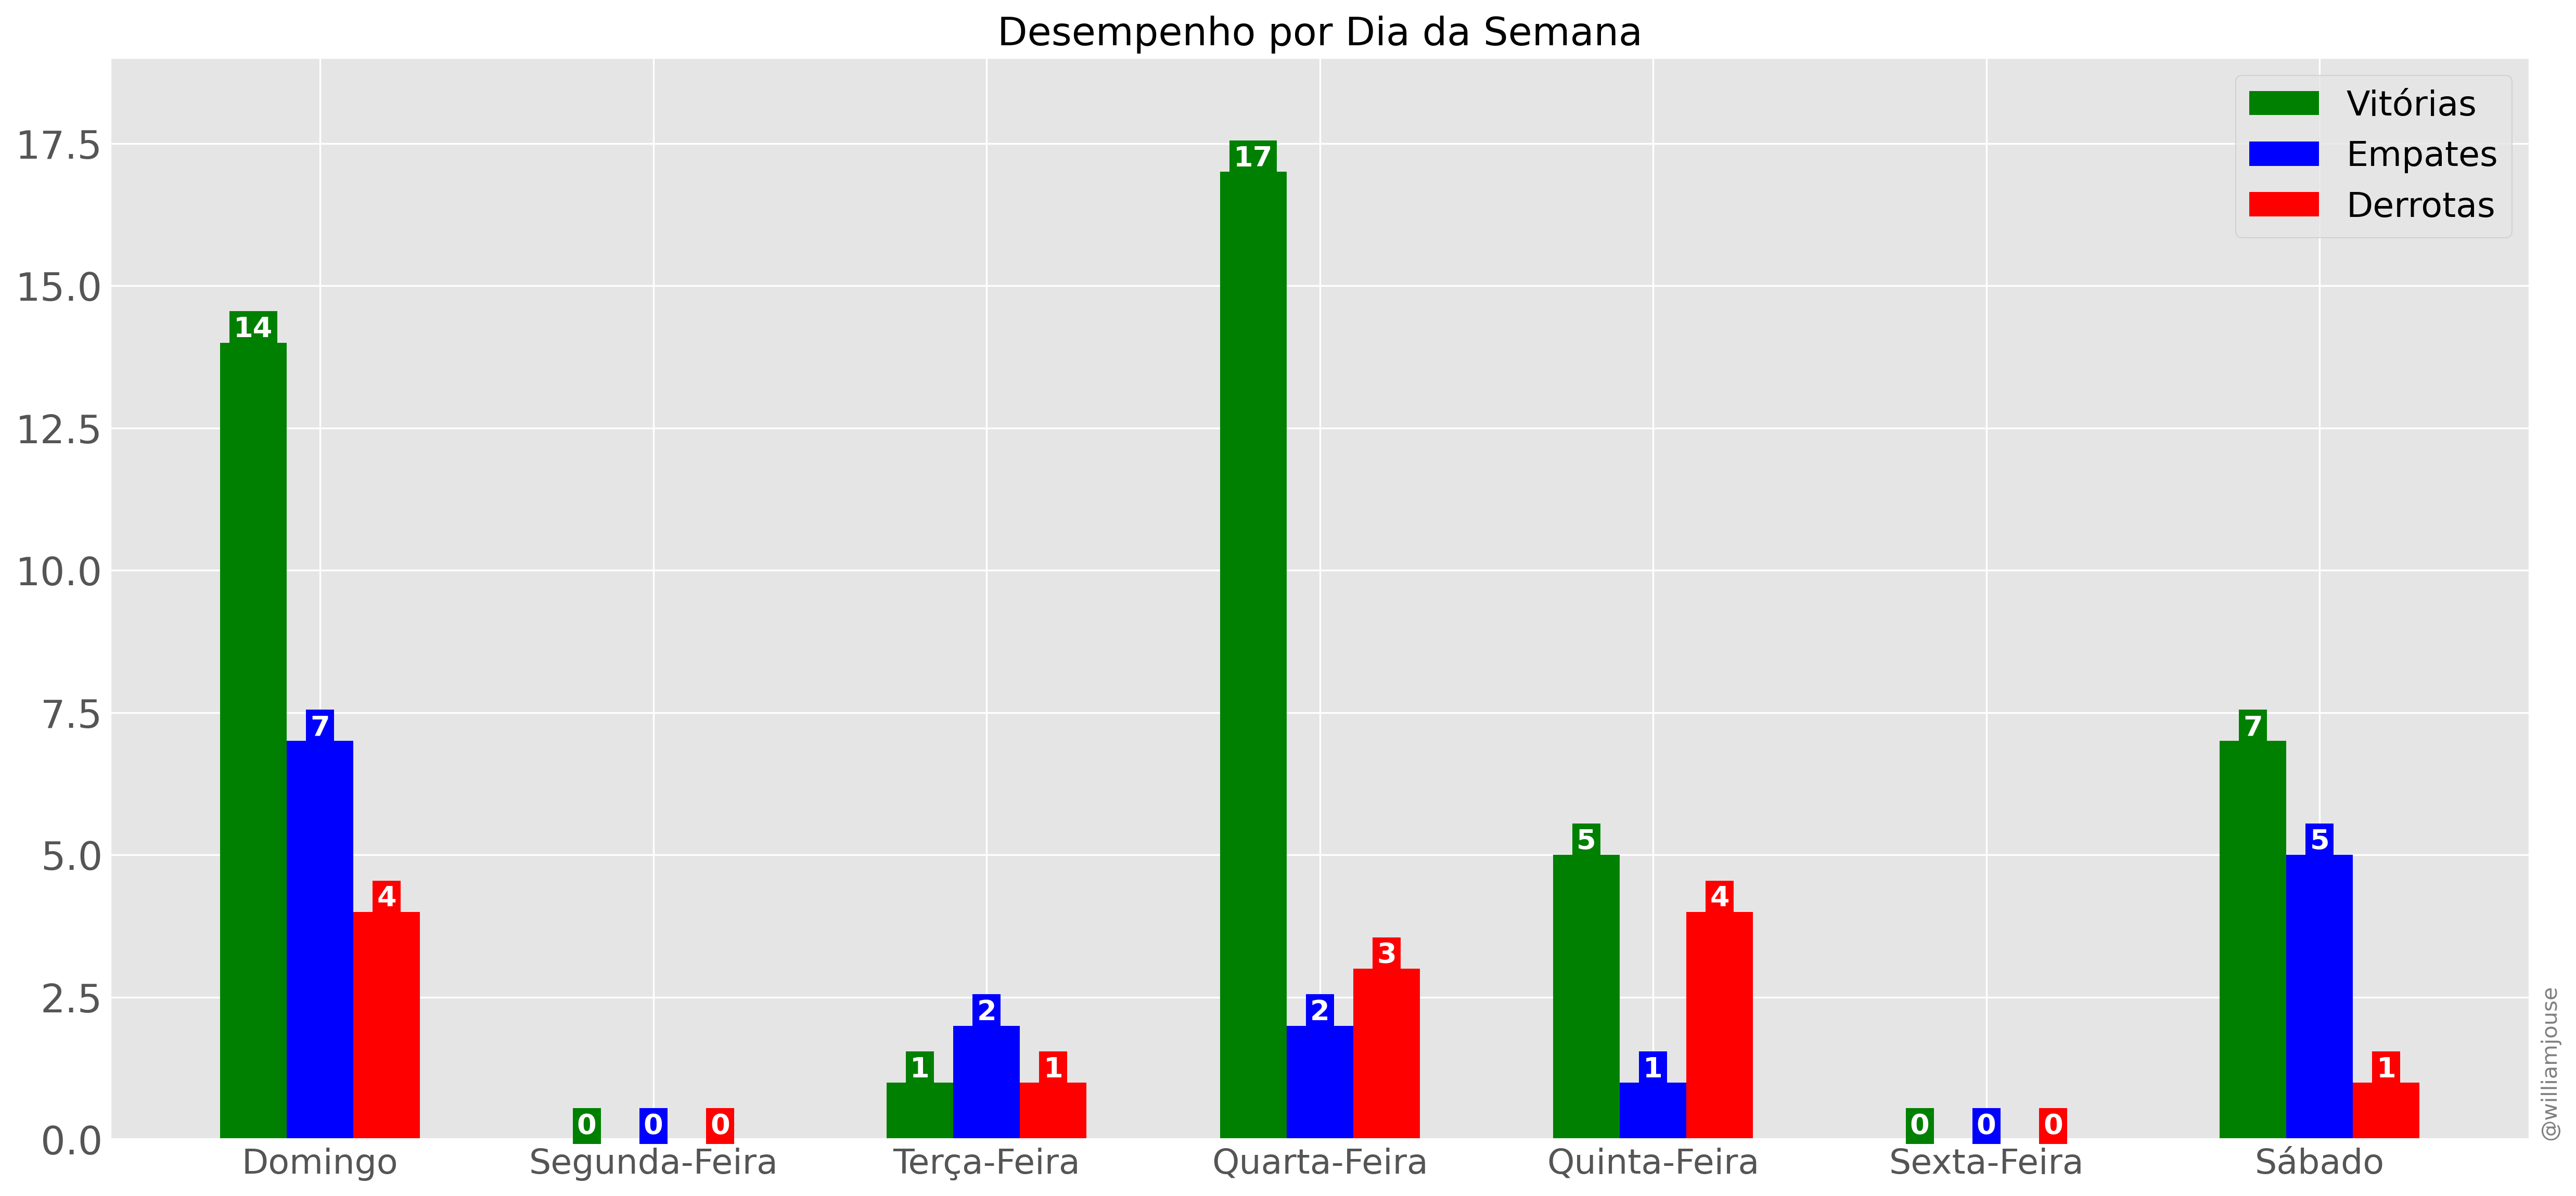 Desempenho por Dia da Semana
Vitórias
Empates
Derrotas
17.5
15.0
12.5
10.0
7.5
5.0
2.5
0.0
14
7
4
0
0
0
1
2
1
17
2
3
5
1
4
0
0
0
7
5
1
Domingo
Segunda-Feira
Terça-Feira
Quarta-Feira
Quinta-Feira
Sexta-Feira
Sábado
@williamjouse